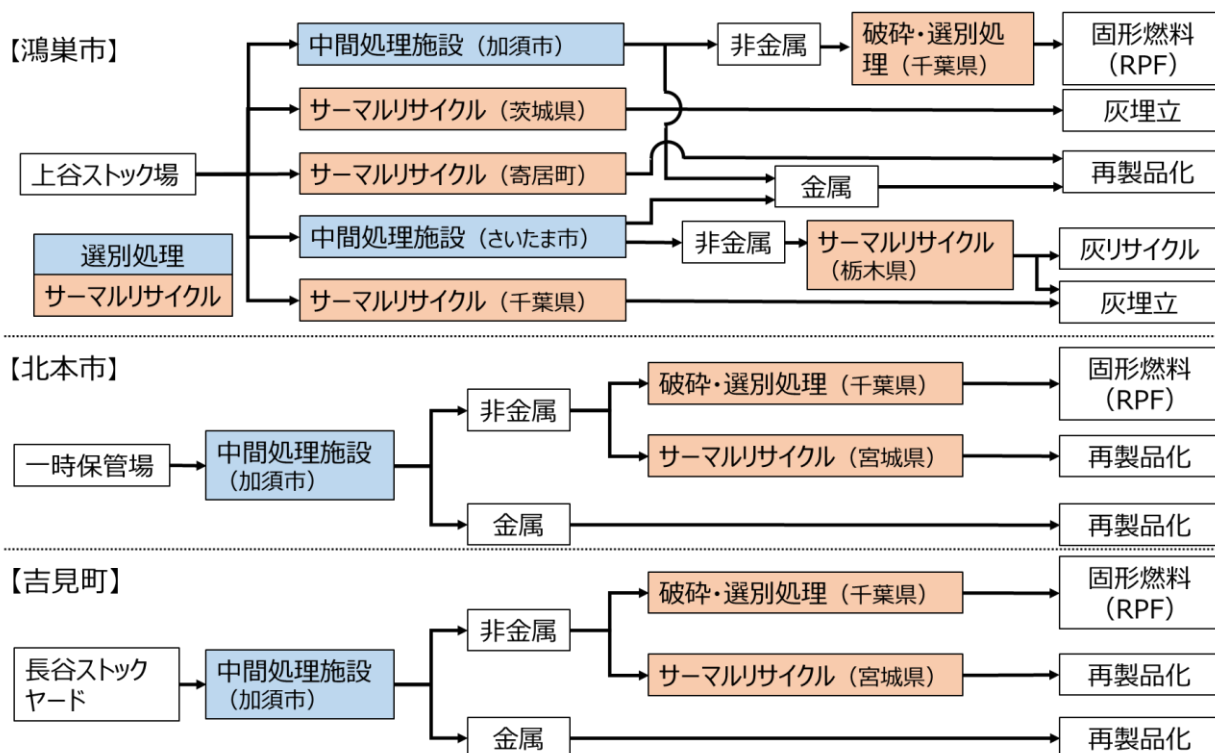 【鴻巣市】
中間処理施設（加須市）
非金属
破砕・選別処
理（千葉県）
固形燃料
（RPF）
サーマルリサイクル（茨城県）
灰埋立
上谷ストック場
サーマルリサイクル（寄居町）
金属
再製品化
中間処理施設（さいたま市）
非金属
サーマルリサイクル
（栃木県）
灰リサイクル
選別処理
サーマルリサイクル
サーマルリサイクル（千葉県）
灰埋立
【北本市】
一時保管場
中間処理施設
（加須市）
非金属
破砕・選別処理（千葉県）
固形燃料
（RPF）
サーマルリサイクル（宮城県）
再製品化
金属
再製品化
【吉見町】
長谷ストック
ヤード
中間処理施設
（加須市）
非金属
破砕・選別処理（千葉県）
固形燃料
（RPF）
サーマルリサイクル（宮城県）
再製品化
金属
再製品化